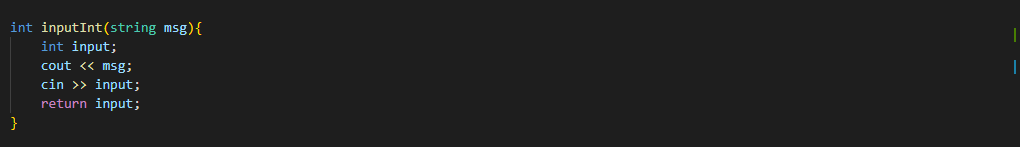 int inputInt(string msg){
    int input;
    cout << msg;
    cin >> input;
    return input;
}